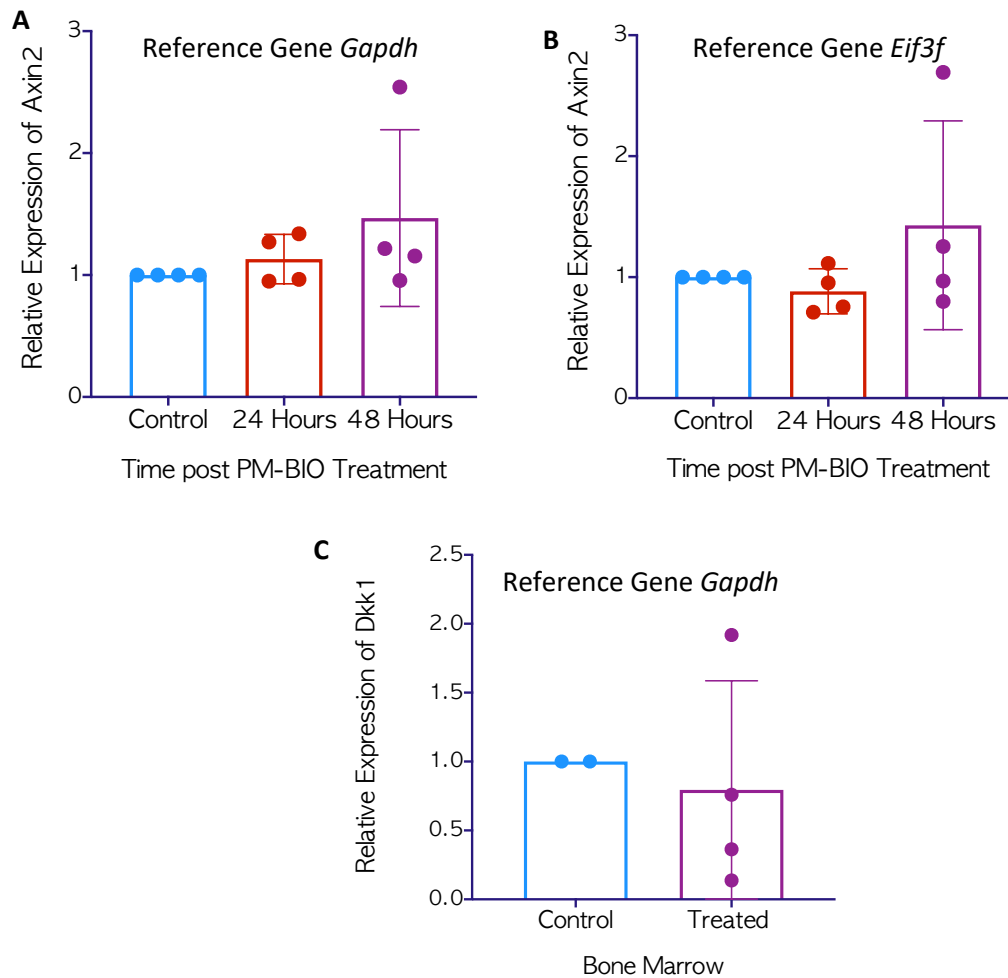 A
Reference Gene Gapdh
Relative Expression of Axin2
3
2
1
0
Control 24 Hours 48 Hours
Time post PM-BIO Treatment
B
Reference Gene Eif3f
Relative Expression of Axin2
3
2
1
0
Control 24 Hours 48 Hours
Time post PM-BIO Treatment
C
Reference Gene Gapdh
Relative Expression of Dkk1
2.5
2.0
1.5
1.0
0.5
0.0
Control Treated
Bone Marrow